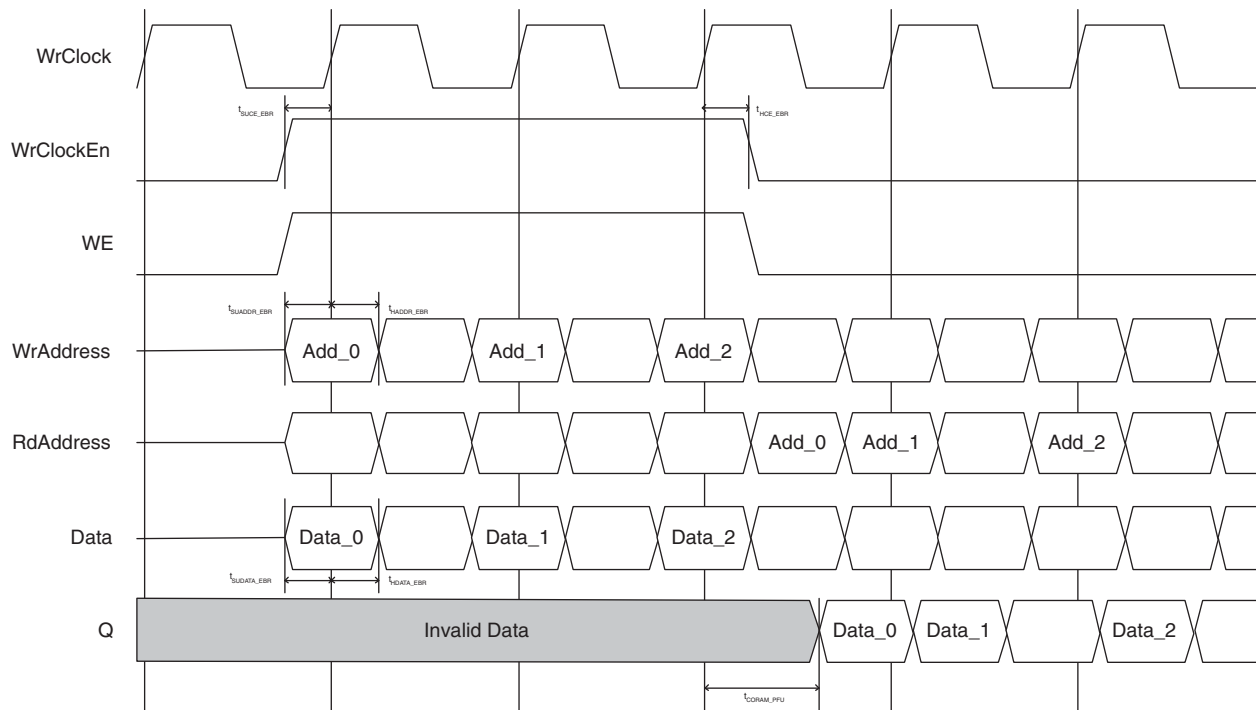 WrClock
tSUCE_EBR tHCE_EBR
WrClockEn
WE
tSUADDR_EBR tHADDR_EBR
WrAddress Add_0 Add_1 Add_2
RdAddress Add_0 Add_1 Add_2
Data Data_0 Data_1 Data_2
tSUDATA_EBR tHDATA_EBR
Q Invalid Data Data_0 Data_1 Data_2
tCORAM_PFU